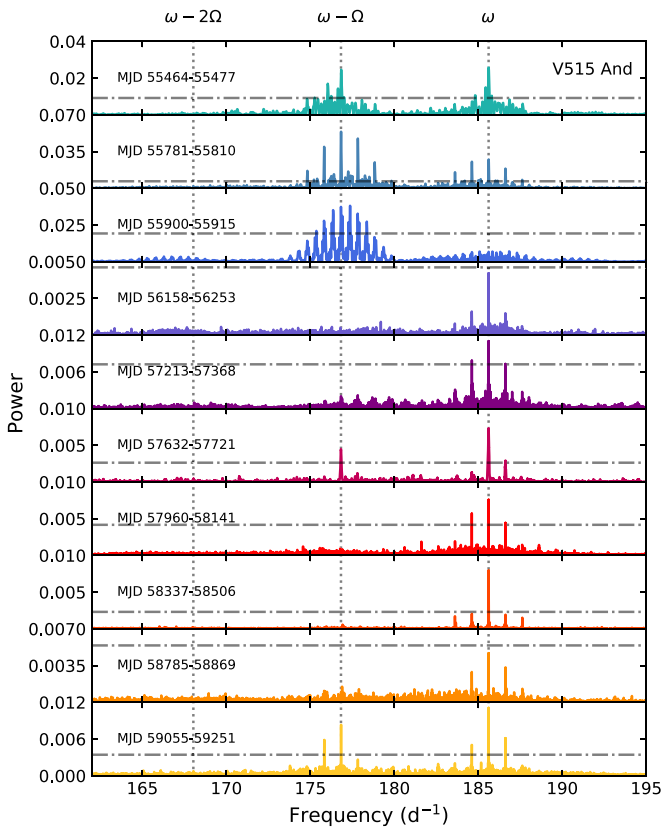 ω − 2Ω ω − Ω ω
0.04
MJD 55464-55477 V515 And
0.02
0.070
MJD 55781-55810
0.035
0.050
MJD 55900-55915
0.025
0.0050
MJD 56158-56253
0.0025
0.012
MJD 57213-57368
0.006
0.010
MJD 57632-57721
0.005
0.010
MJD 57960-58141
0.005
0.010
MJD 58337-58506
0.005
0.0070
MJD 58785-58869
0.0035
0.012
MJD 59055-59251
0.006
0.000
165 170 175 180 185 190 195
Power
Frequency (d⁻¹)